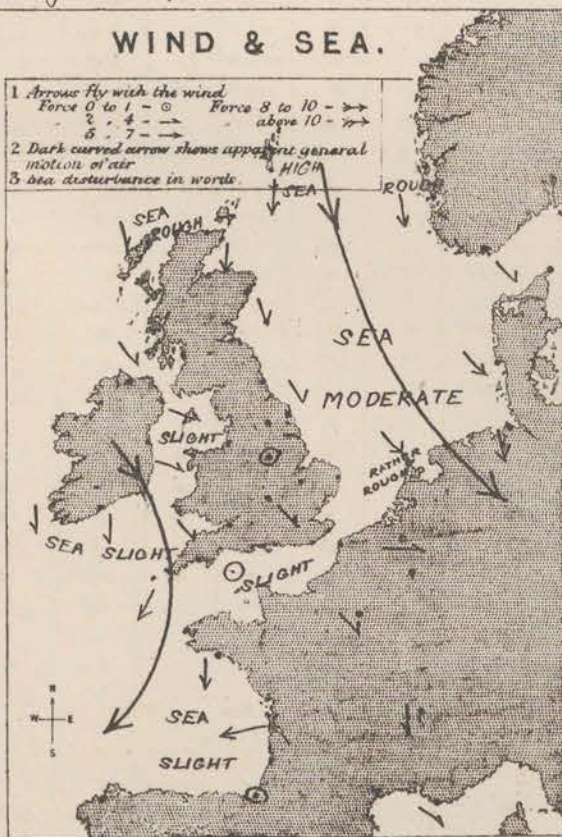 WIND & SEA.
1 Arrows fly with the wind
Force 0 to 1 - ⊙ Force 8 to 10 -
" 2 " 4 - " above 10 -
" 5 " 7 -
2 Dark curved arrow shows apparent general
motion of air
3 Sea disturbance in words
HIGH
SEA
ROUGH
SEA
ROUGH
SEA
MODERATE
SLIGHT
RATHER
ROUGH
SEA SLIGHT
SLIGHT
N
W E
S
SEA
SLIGHT